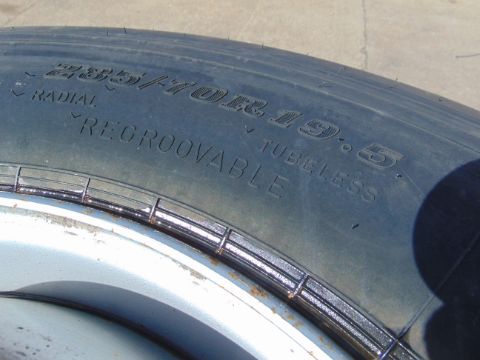 235/70R19.5
RADIAL TUBELESS
REGROOVABLE